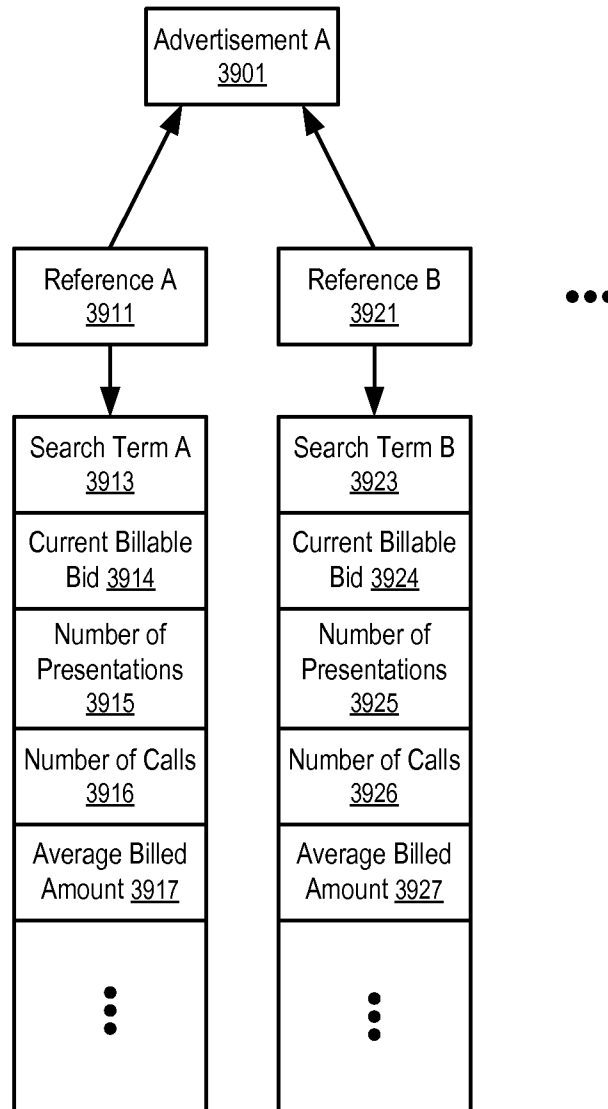 Advertisement A
3901
Reference A
3911
Reference B
3921
Search Term A
3913
Current Billable
Bid 3914
Number of
Presentations
3915
Number of Calls
3916
Average Billed
Amount 3917
Search Term B
3923
Current Billable
Bid 3924
Number of
Presentations
3925
Number of Calls
3926
Average Billed
Amount 3927